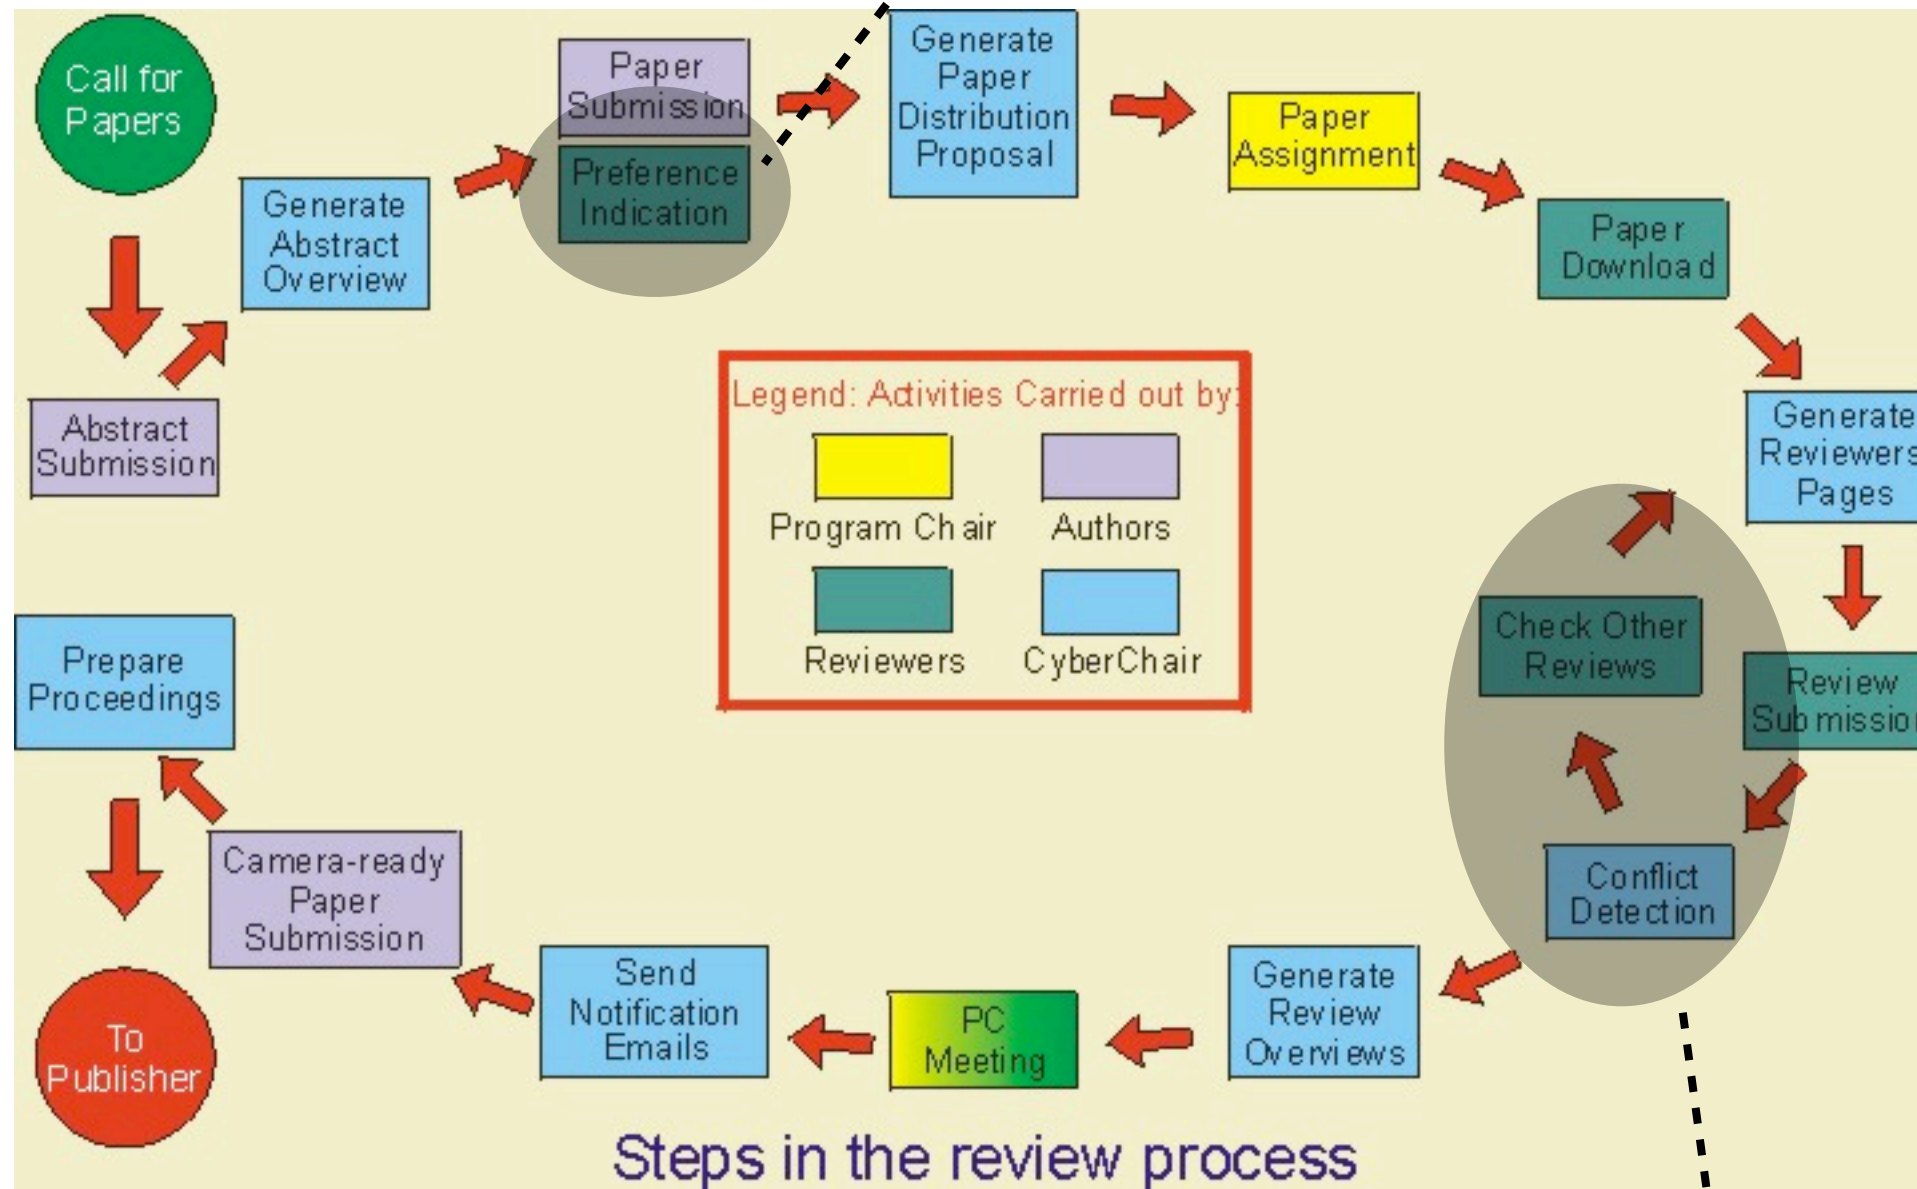 Call for
Papers
Abstract
Submission
Generate
Abstract
Overview
Paper
Submission
Preference
Indication
Generate
Paper
Distribution
Proposal
Paper
Assignment
Paper
Download
Generate
Reviewers
Pages
Review
Submission
Conflict
Detection
Check Other
Reviews
Generate
Review
Overviews
PC
Meeting
Send
Notification
Emails
Camera-ready
Paper
Submission
Prepare
Proceedings
To
Publisher
Legend: Activities Carried out by:
Program Chair
Authors
Reviewers
CyberChair
Steps in the review process